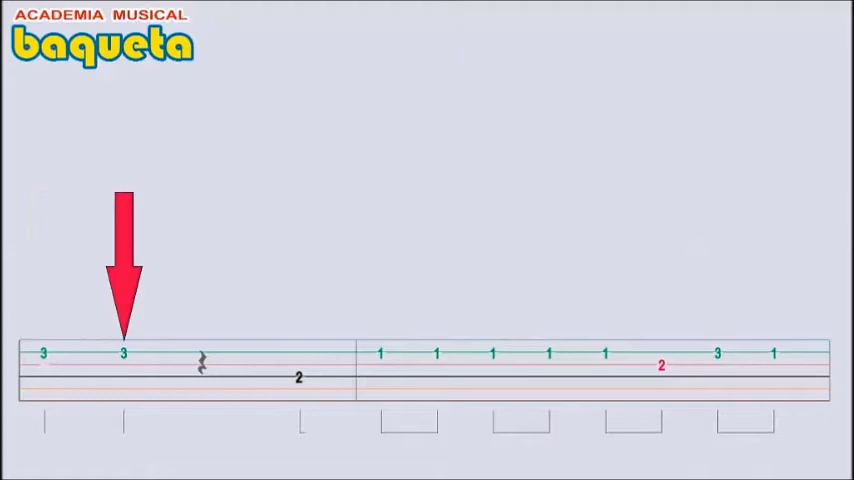 ACADEMIA MUSICAL
baqueta
3 3 1 1 1 1 1 3 1
2
2